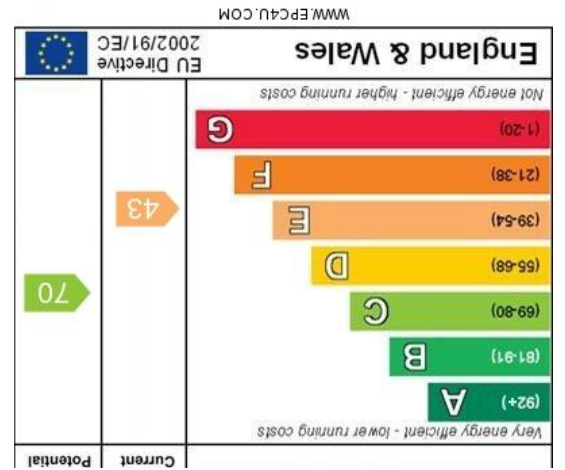 Current Potential
Very energy efficient - lower running costs
(92+) A
(81-91) B
(69-80) C
(55-68) D
(39-54) E
(21-38) F
(1-20) G
43
70
Not energy efficient - higher running costs
England & Wales
EU Directive
2002/91/EC
WWW.EPC4U.COM